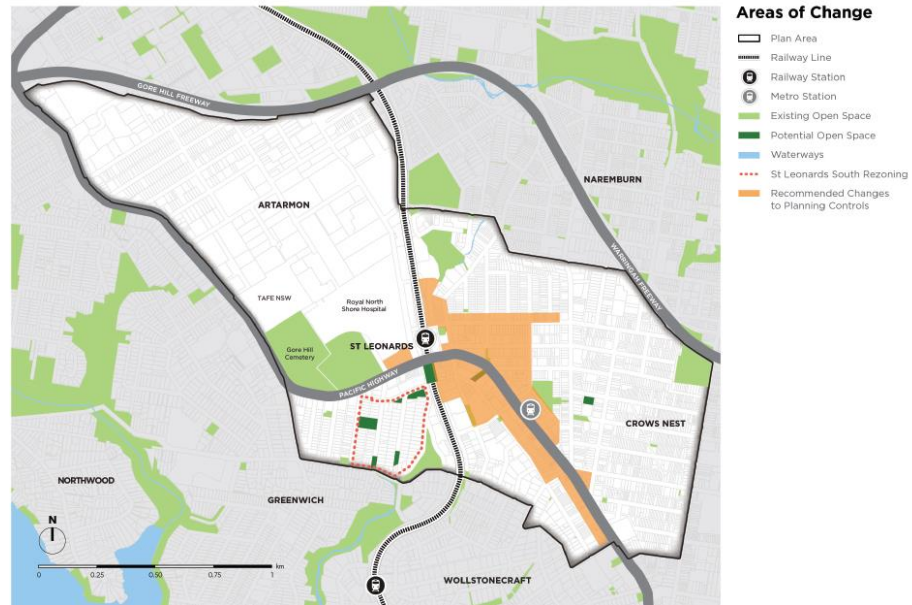 Areas of Change
Plan Area
Railway Line
Railway Station
Metro Station
Existing Open Space
Potential Open Space
Waterways
St Leonards South Rezoning
Recommended Changes
to Planning Controls
GORE HILL FREEWAY
NAREMBURN
ARTARMON
WARRINGAH FREEWAY
TAFE NSW
Royal North
Shore Hospital
ST LEONARDS
Gore Hill
Cemetery
PACIFIC HIGHWAY
CROWS NEST
NORTHWOOD
GREENWICH
N
0 0.25 0.50 0.75 1 km
WOLLSTONECRAFT